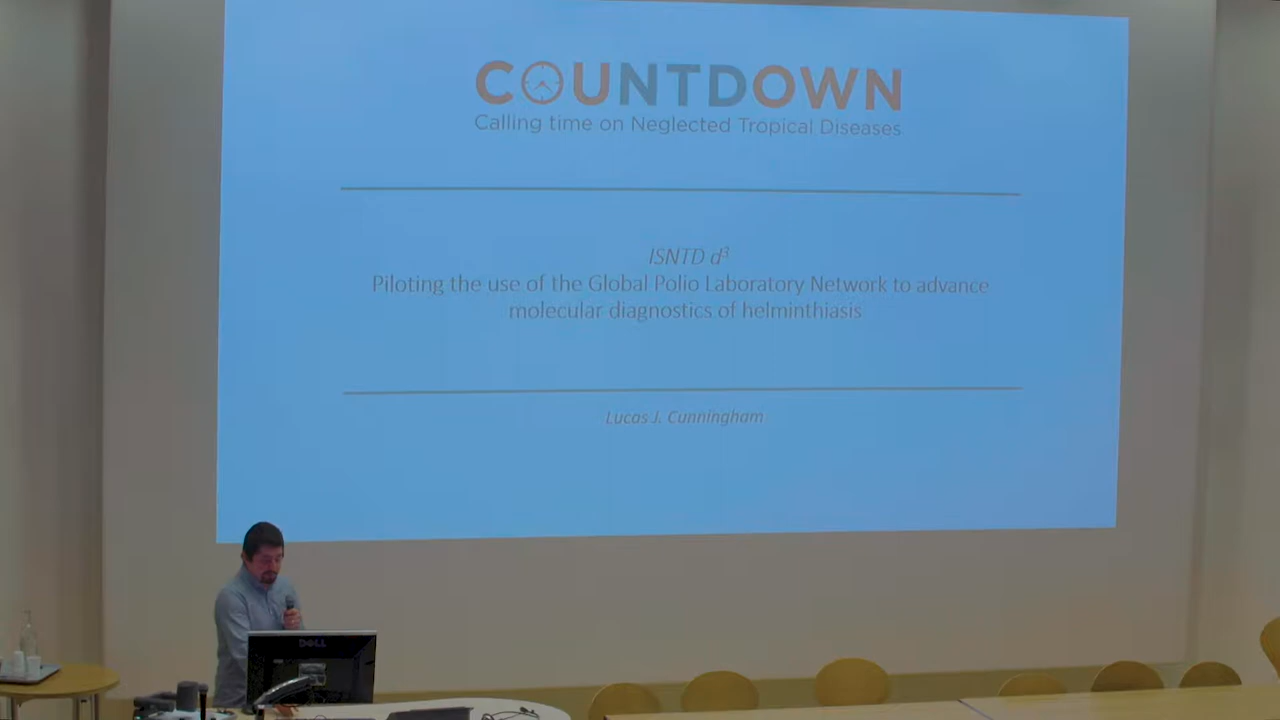 COUNTDOWN
Calling time on Neglected Tropical Diseases
ISNTD d³
Piloting the use of the Global Polio Laboratory Network to advance
molecular diagnostics of helminthiasis
Lucas J. Cunningham
DELL